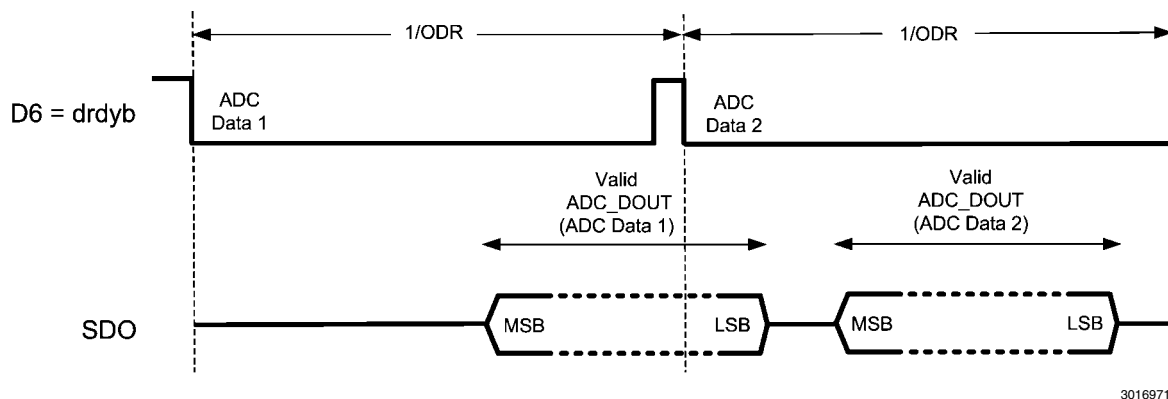 1/ODR
1/ODR
D6 = drdyb
ADC
Data 1
ADC
Data 2
Valid
ADC_DOUT
(ADC Data 1)
Valid
ADC_DOUT
(ADC Data 2)
SDO
MSB
LSB
MSB
LSB
3016971